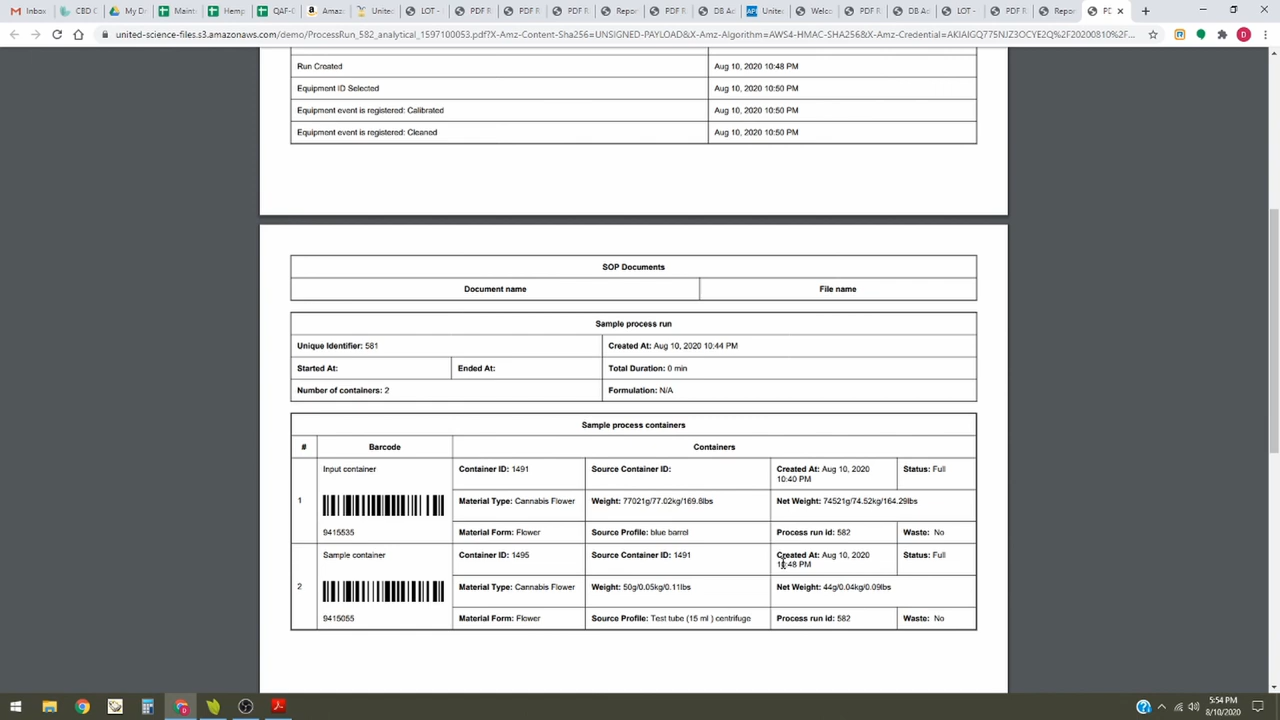 Inbox
CBD C
My Dr
Maint
Hemp
QAF-C
Amaz
United
LOT -
PDF R
PDF R
PDF R
Repor
PDF R
DB Ad
United
Welco
PDF R
DB Ac
LOT -
PDF R
Repor
PD
united-science-files.s3.amazonaws.com/demo/ProcessRun_582_analytical_1597100053.pdf?X-Amz-Content-Sha256=UNSIGNED-PAYLOAD&X-Amz-Algorithm=AWS4-HMAC-SHA256&X-Amz-Credential=AKIAIGQ775NJZ3OCYE2Q%2F20200810%2F...
D
Run Created Aug 10, 2020 10:48 PM
Equipment ID Selected Aug 10, 2020 10:50 PM
Equipment event is registered: Calibrated Aug 10, 2020 10:50 PM
Equipment event is registered: Cleaned Aug 10, 2020 10:50 PM
SOP Documents
Document name File name
Sample process run
Unique Identifier: 581 Created At: Aug 10, 2020 10:44 PM
Started At: Ended At: Total Duration: 0 min
Number of containers: 2 Formulation: N/A
Sample process containers
# Barcode Containers
1
Input container
9415535
Container ID: 1491 Source Container ID: Created At: Aug 10, 2020
10:40 PM
Status: Full
Material Type: Cannabis Flower Weight: 77021g/77.02kg/169.8lbs Net Weight: 74521g/74.52kg/164.29lbs
Material Form: Flower Source Profile: blue barrel Process run id: 582 Waste: No
2
Sample container
9415055
Container ID: 1495 Source Container ID: 1491 Created At: Aug 10, 2020
10:48 PM
Status: Full
Material Type: Cannabis Flower Weight: 50g/0.05kg/0.11lbs Net Weight: 44g/0.04kg/0.09lbs
Material Form: Flower Source Profile: Test tube (15 ml ) centrifuge Process run id: 582 Waste: No
5:54 PM
8/10/2020